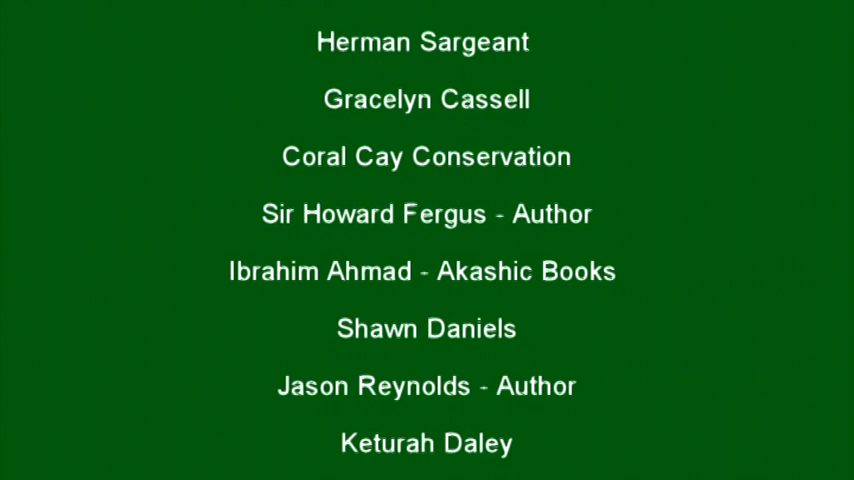 Herman Sargeant
Gracelyn Cassell
Coral Cay Conservation
Sir Howard Fergus - Author
Ibrahim Ahmad - Akashic Books
Shawn Daniels
Jason Reynolds - Author
Keturah Daley